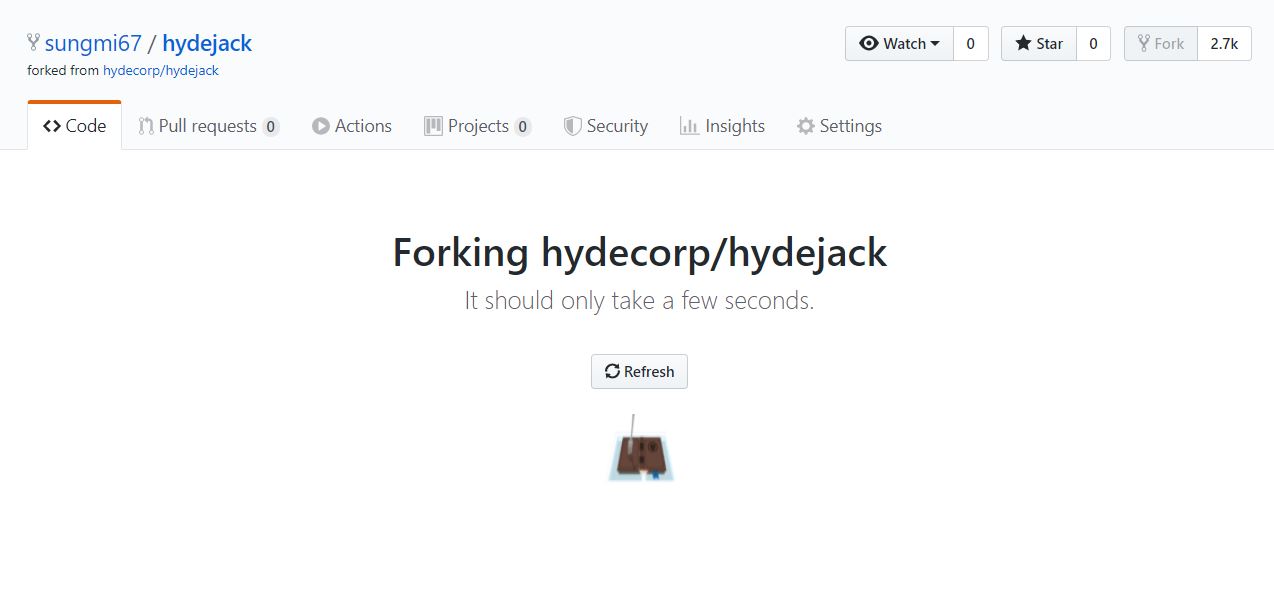 sungmi67 / hydejack
forked from hydecorp/hydejack
Watch 0 Star 0 Fork 2.7k
Code Pull requests 0 Actions Projects 0 Security Insights Settings
Forking hydecorp/hydejack
It should only take a few seconds.
Refresh